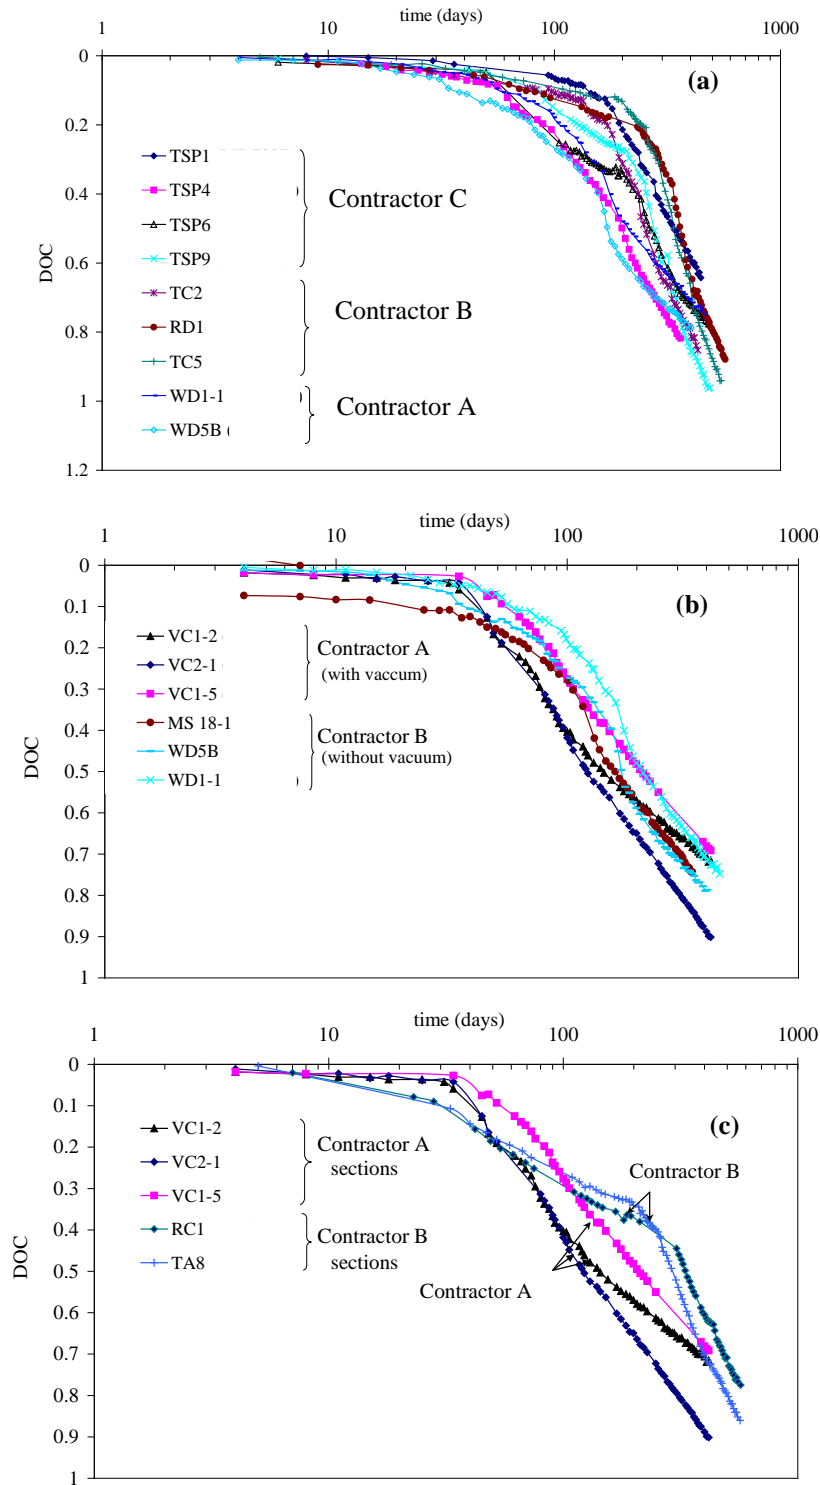 time (days)
1 10 100 1000
0
0.2
0.4
0.6
0.8
1
1.2
DOC
(a)
TSP1
TSP4 )
TSP6
TSP9
Contractor C
TC2
RD1
TC5
Contractor B
WD1-1 )
WD5B (
Contractor A
time (days)
1 10 100 1000
0
0.1
0.2
0.3
0.4
0.5
0.6
0.7
0.8
0.9
1
DOC
(b)
VC1-2
VC2-1
VC1-5
Contractor A
(with vaccum)
MS 18-1
WD5B
WD1-1 )
Contractor B
(without vacuum)
time (days)
1 10 100 1000
0
0.1
0.2
0.3
0.4
0.5
0.6
0.7
0.8
0.9
1
DOC
(c)
VC1-2
VC2-1
VC1-5
Contractor A
sections
RC1
TA8
Contractor B
sections
Contractor B
Contractor A